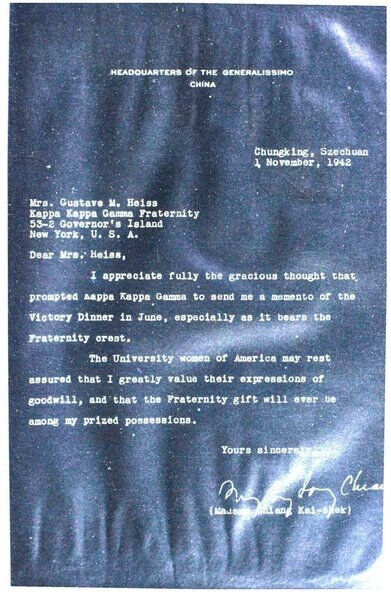 HEADQUARTERS OF THE GENERALISSIMO
CHINA
Chungking, Szechuan
1 November, 1942
Mrs. Gustave M. Heiss
Kappa Kappa Gamma Fraternity
53-2 Governor's Island
New York, U. S. A.
Dear Mrs. Heiss,
I appreciate fully the gracious thought that
prompted Kappa Kappa Gamma to send me a memento of the
Victory Dinner in June, especially as it bears the
Fraternity crest.
The University women of America may rest
assured that I greatly value their expressions of
goodwill, and that the Fraternity gift will ever be
among my prized possessions.
Yours sincerely,
(Madame Chiang Kai-shek)